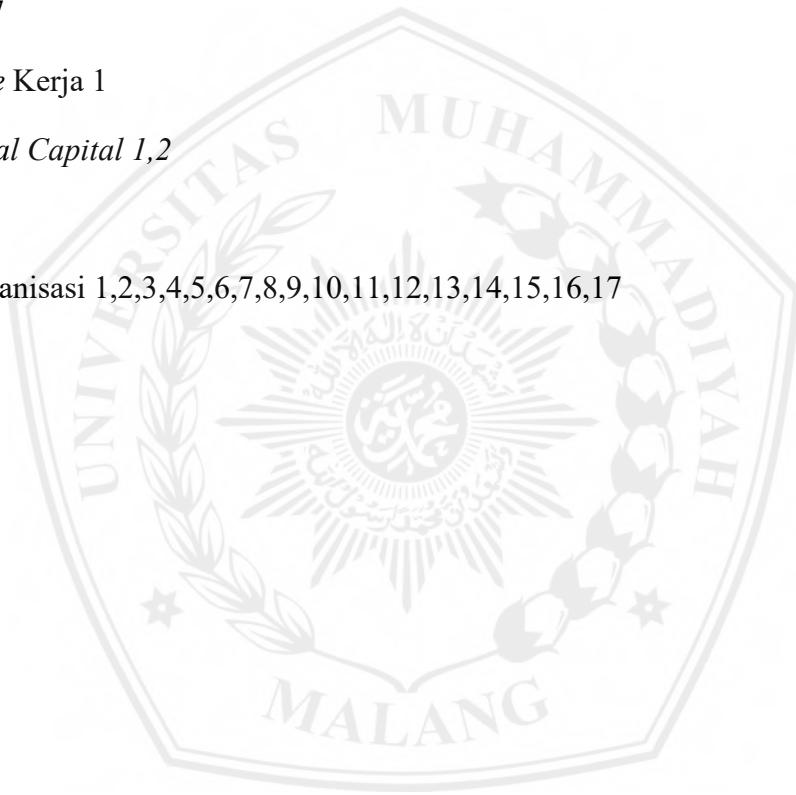 e Kerja 1
al Capital 1,2
anisasi 1,2,3,4,5,6,7,8,9,10,11,12,13,14,15,16,17
UNIVERSITAS MUHAMMADIYAH
MALANG